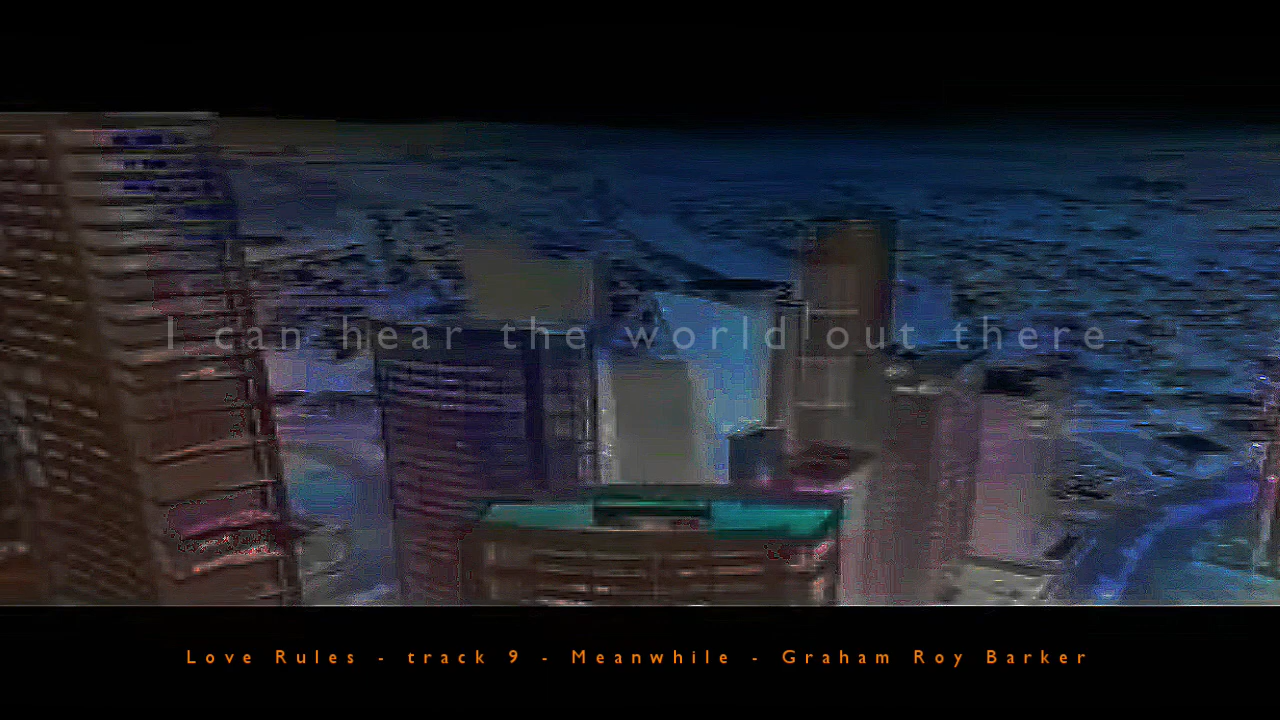 I can hear the world out there
Love Rules - track 9 - Meanwhile - Graham Roy Barker